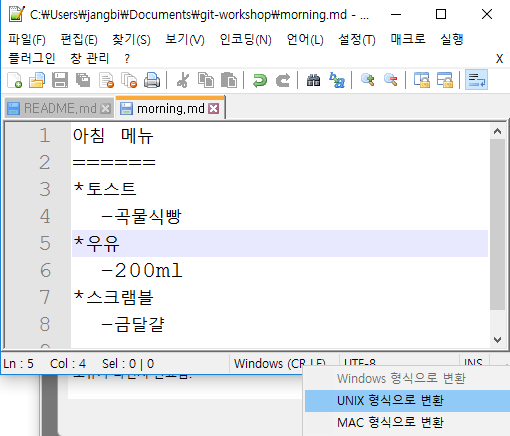 C:₩Users₩jangbi₩Documents₩git-workshop₩morning.md - ...
파일(F) 편집(E) 찾기(S) 보기(V) 인코딩(N) 언어(L) 설정(T) 매크로 실행
플러그인 창 관리 ? X
README.md morning.md
1 아침 메뉴
2 ======
3 *토스트
4 -곡물식빵
5 *우유
6 -200ml
7 *스크램블
8 -금달걀
Ln : 5 Col : 4 Sel : 0 | 0 Windows (CR LF) UTF-8 INS
Windows 형식으로 변환
UNIX 형식으로 변환
MAC 형식으로 변환